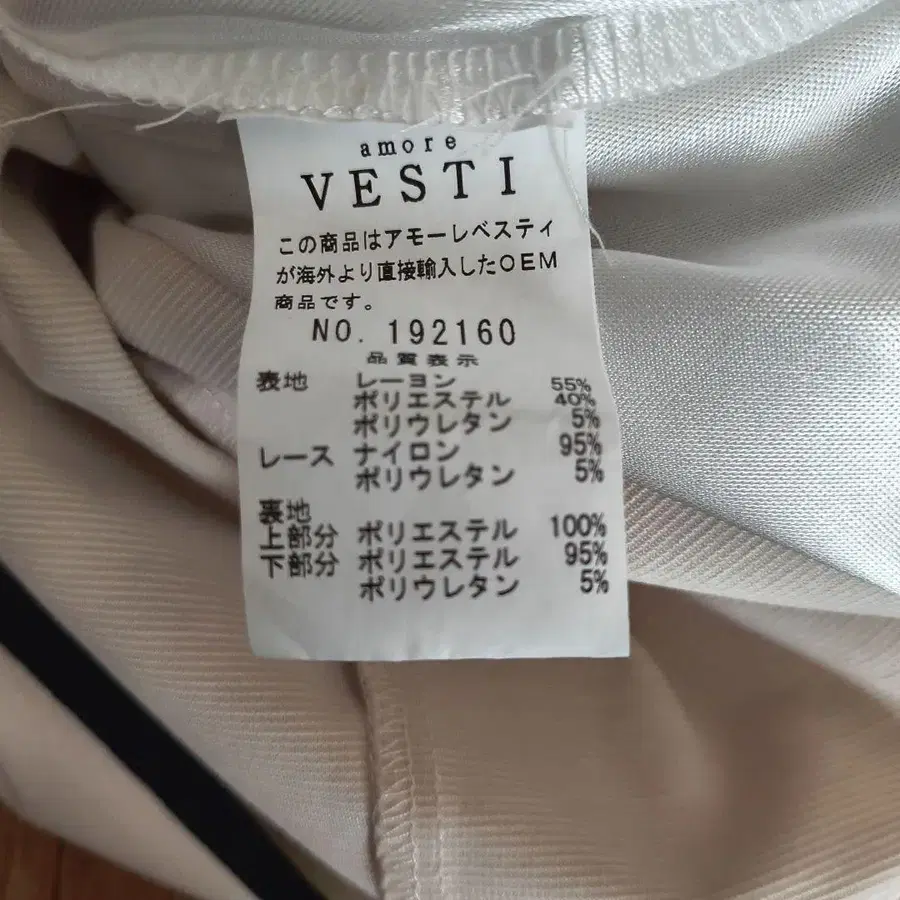 amore
VESTI
この商品はアモーレベスティ
が海外より直接輸入したOEM
商品です。
NO. 192160
品質表示
表地 レーヨン 55%
ポリエステル 40%
ポリウレタン 5%
レース ナイロン 95%
ポリウレタン 5%
裏地
上部分 ポリエステル 100%
下部分 ポリエステル 95%
ポリウレタン 5%